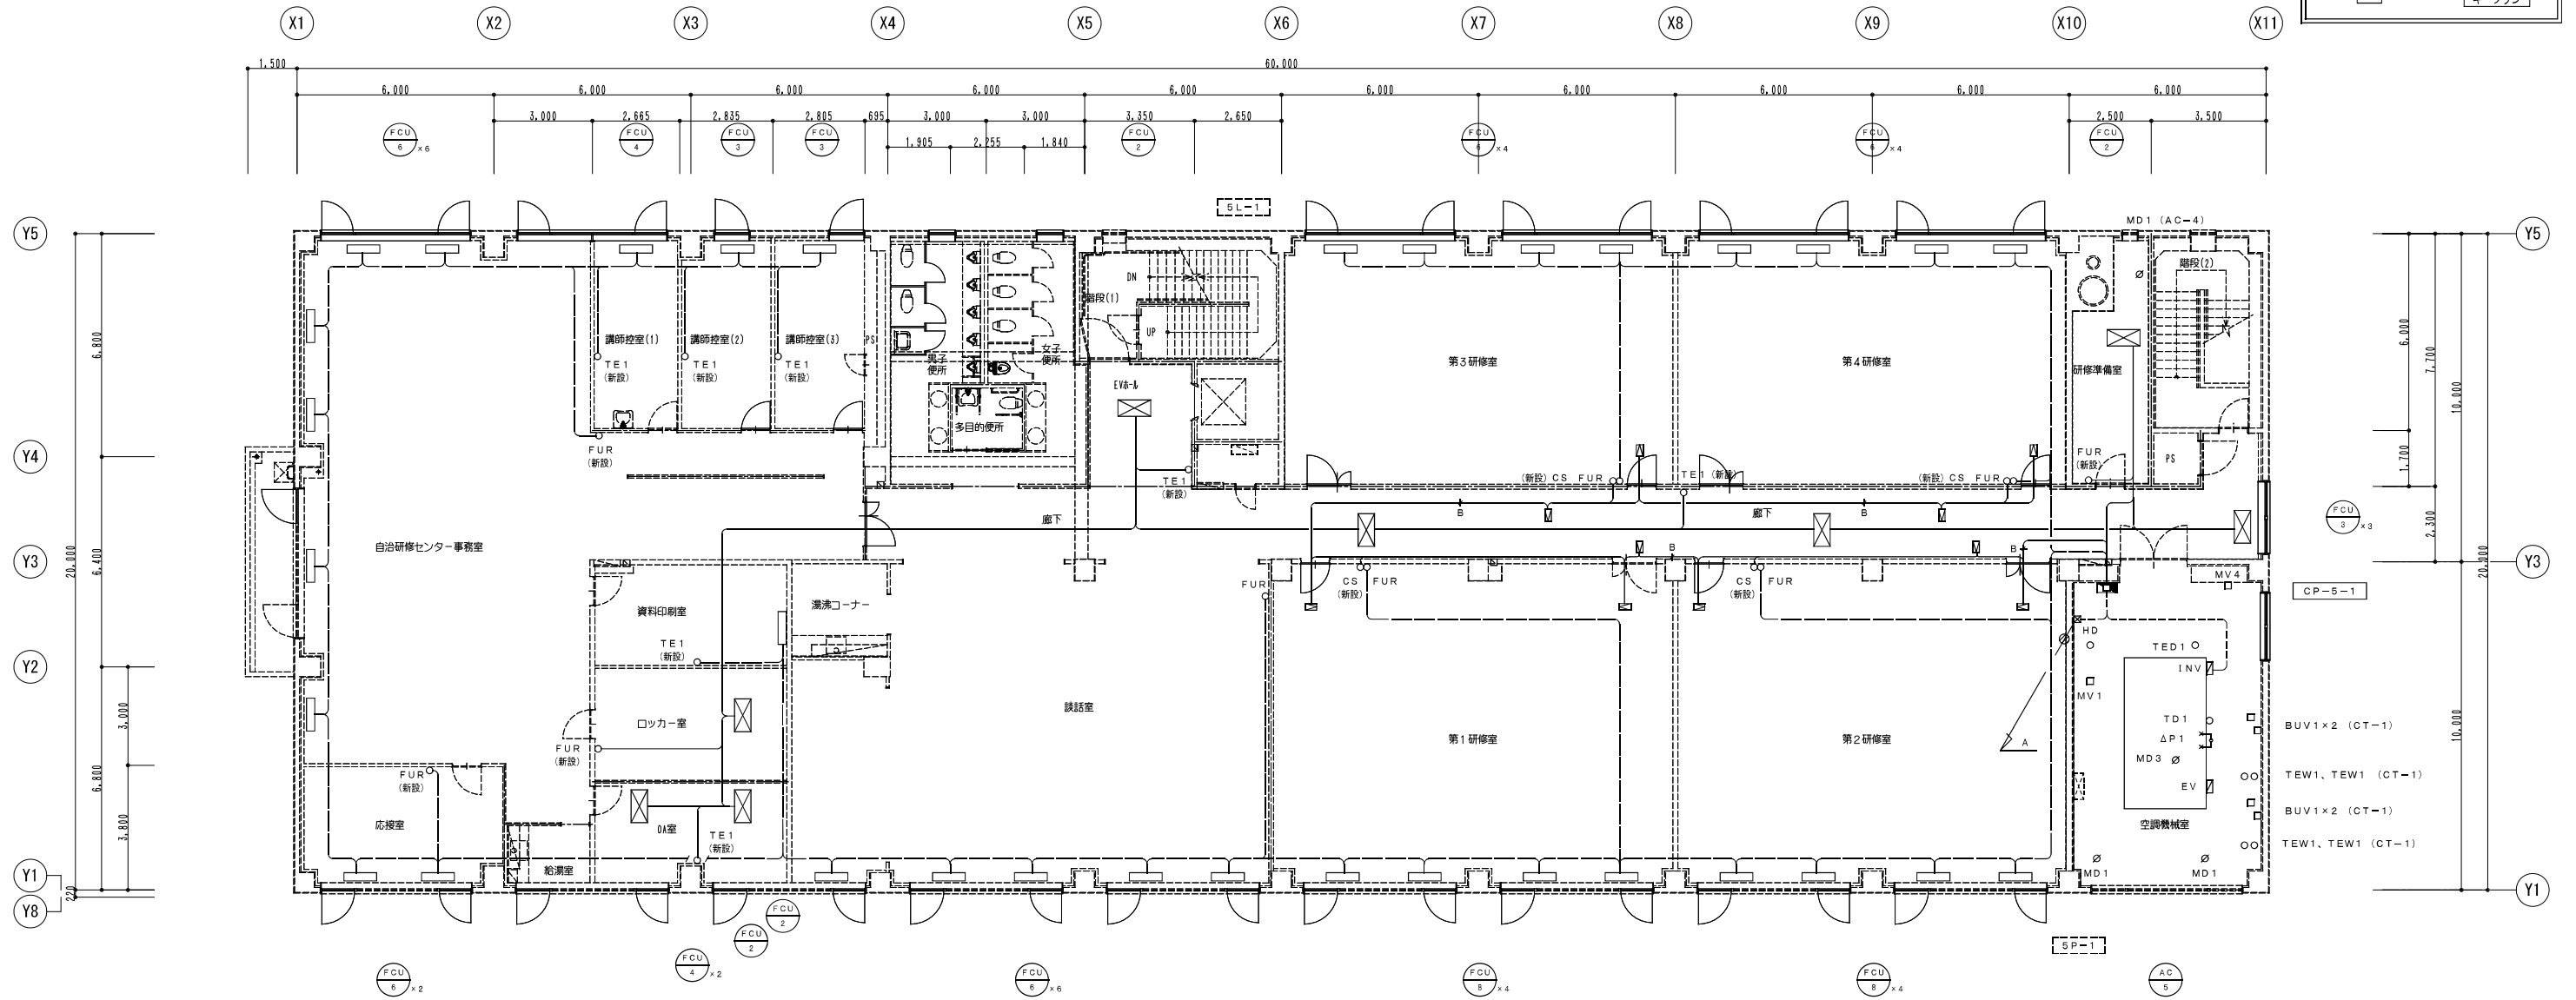 X1 X2 X3 X4 X5 X6 X7 X8 X9 X10 X11
1,500 60,000
6,000 6,000 6,000 6,000 6,000 6,000 6,000 6,000 6,000 6,000
3,000 2,665 2,835 2,805 695 3,000 3,000 3,350 2,650 2,500 3,500
1,905 2,255 1,840
FCU 6 ×6
FCU 4
FCU 3
FCU 3
FCU 2
FCU 6 ×4
FCU 6 ×4
FCU 2
5L-1
MD1 (AC-4)
Y5 Y5
階段(2)
DN
階段(1)
UP
講師控室(1) 講師控室(2) 講師控室(3) PS
TE1 (新設)
TE1 (新設)
TE1 (新設)
男子便所
女子便所
EVホール
第3研修室
第4研修室
研修準備室
多目的便所
6,800 6,000 7,700 10,000
Y4
FUR (新設)
FUR (新設)
PS
1,700
TE1 (新設)
(新設) CS FUR
TE1 (新設)
(新設) CS FUR
B B
廊下 廊下
FCU 3 ×3
2,300
自治研修センター事務室
20,000 6,400 20,000
Y3 Y3
B B
資料印刷室
湯沸コーナー
FUR
CS FUR (新設)
CS FUR (新設)
MV4
CP-5-1
TE1 (新設)
HD
TED1
INV
Y2
MV1
3,000
談話室
ロッカー室
第1研修室
第2研修室
A
TD1
ΔP1
MD3
EV
BUV1×2 (CT-1)
TEW1、TEW1 (CT-1)
BUV1×2 (CT-1)
TEW1、TEW1 (CT-1)
10,000
FUR (新設)
FUR (新設)
6,800
3,800
応接室
OA室
TE1 (新設)
空調機械室
給湯室
MD1 MD1
Y1 Y1
220
Y8
FCU 2
FCU 2
FCU 4 ×2
5P-1
FCU 6 ×2
FCU 6 ×6
FCU 8 ×4
FCU 8 ×4
AC 5